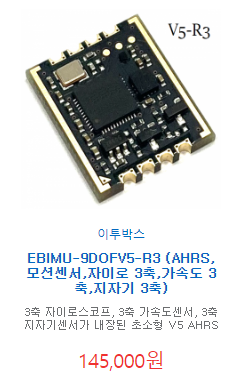 V5-R3
이투박스
EBIMU-9DOFV5-R3 (AHRS,
모션센서,자이로 3축,가속도 3
축,지자기 3축)
3축 자이로스코프, 3축 가속도센서, 3축
지자기센서가 내장된 초소형 V5 AHRS
145,000원